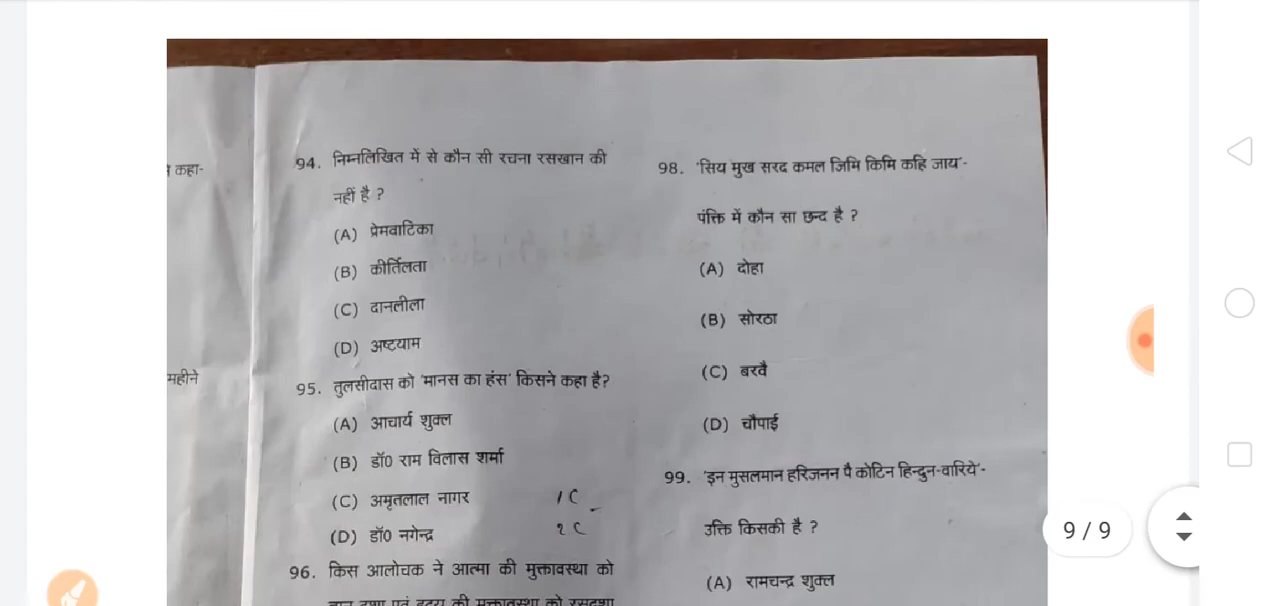 े कहा-
महीने
94. निम्नलिखित में से कौन सी रचना रसखान की
नहीं है ?
(A) प्रेमवाटिका
(B) कीर्तिलता
(C) दानलीला
(D) अष्टयाम
95. तुलसीदास को 'मानस का हंस' किसने कहा है?
(A) आचार्य शुक्ल
(B) डॉ0 राम विलास शर्मा
(C) अमृतलाल नागर
(D) डॉ0 नगेन्द्र
1C
2C
96. किस आलोचक ने आत्मा की मुक्तावस्था को
98. 'सिय मुख सरद कमल जिमि किमि कहि जाय'-
पंक्ति में कौन सा छन्द है ?
(A) दोहा
(B) सोरठा
(C) बरवै
(D) चौपाई
99. 'इन मुसलमान हरिजनन पै कोटिन हिन्दुन-वारिये'-
उक्ति किसकी है ?
(A) रामचन्द्र शुक्ल
9 / 9